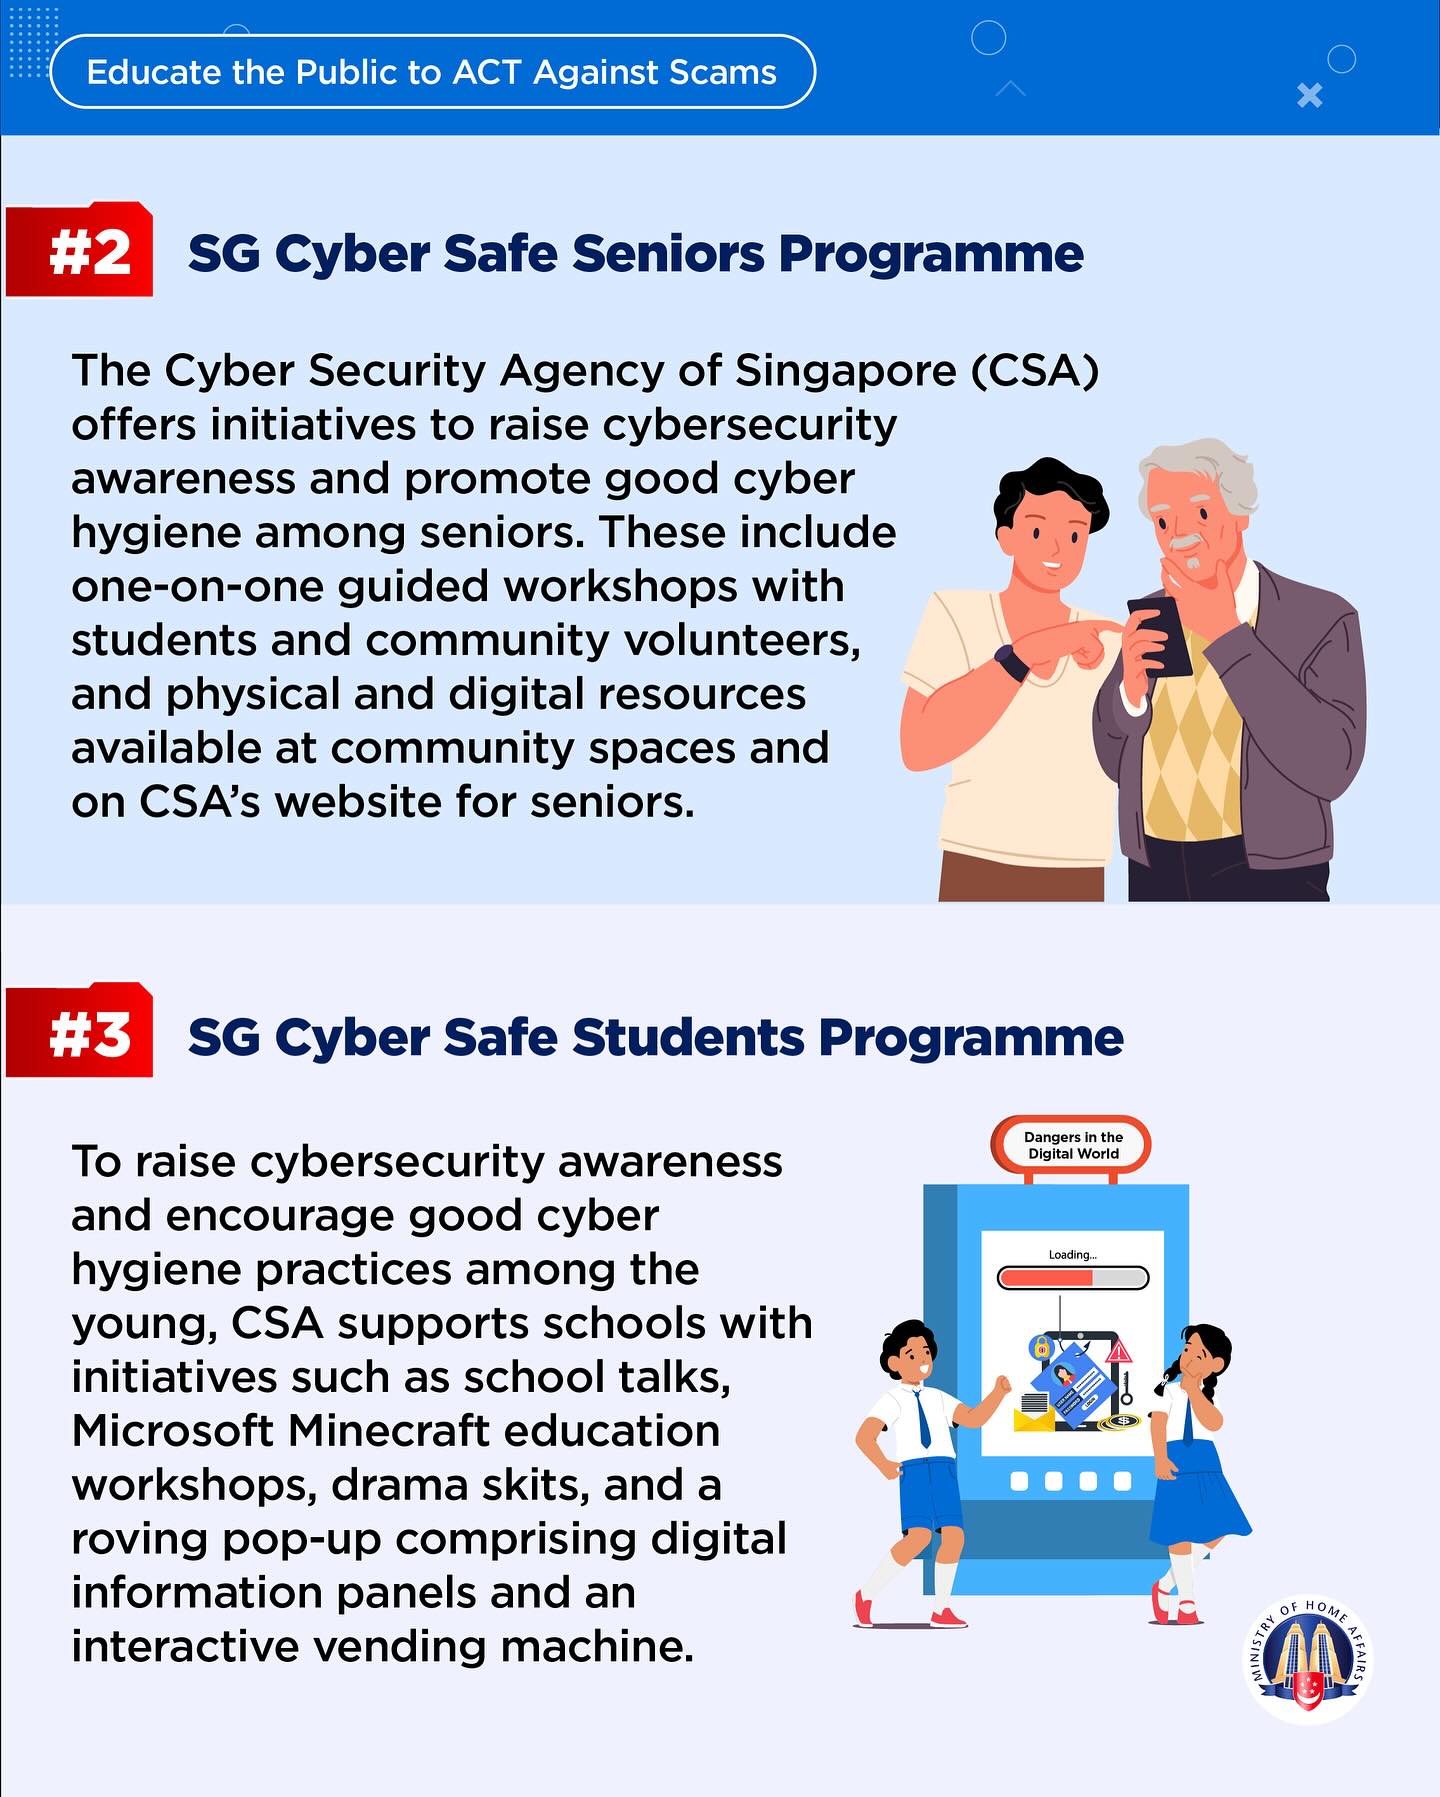 Educate the Public to ACT Against Scams
#2
SG Cyber Safe Seniors Programme
The Cyber Security Agency of Singapore (CSA)
offers initiatives to raise cybersecurity
awareness and promote good cyber
hygiene among seniors. These include
one-on-one guided workshops with
students and community volunteers,
and physical and digital resources
available at community spaces and
on CSA's website for seniors.
#3
SG Cyber Safe Students Programme
To raise cybersecurity awareness
and encourage good cyber
hygiene practices among the
young, CSA supports schools with
initiatives such as school talks,
Microsoft Minecraft education
workshops, drama skits, and a
roving pop-up comprising digital
information panels and an
interactive vending machine.
Dangers in the
Digital World
Loading...
$
MINISTRY OF HOME AFFAIRS